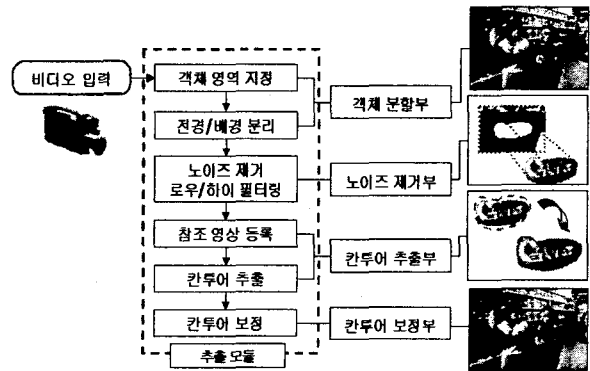 비디오 입력
객체 영역 지정
전경/배경 분리
노이즈 제거
로우/하이 필터링
참조 영상 등록
칸투어 추출
칸투어 보정
추출 모듈
객체 분할부
노이즈 제거부
칸투어 추출부
칸투어 보정부